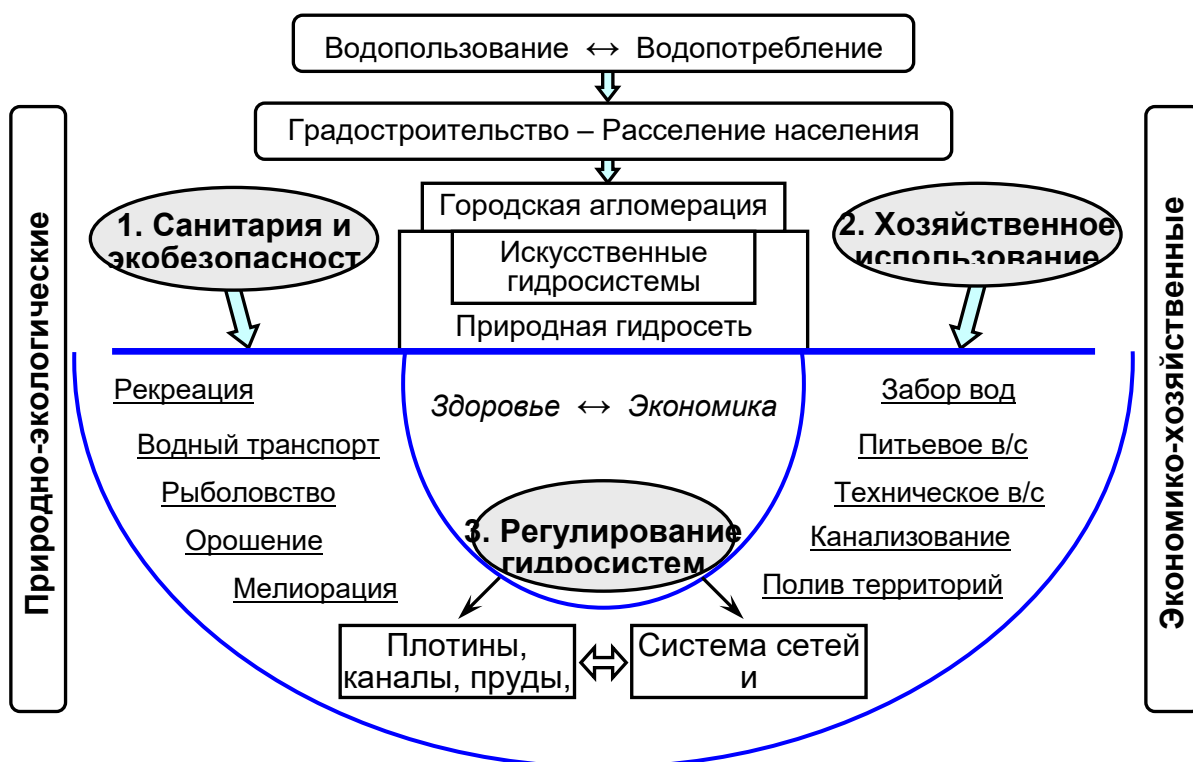 Водопользование ↔ Водопотребление
Градостроительство – Расселение населения
Природно-экологические
Экономико-хозяйственные
Городская агломерация
1. Санитария и
экобезопасност
2. Хозяйственное
использование
Искусственные
гидросистемы
Природная гидросеть
Рекреация
Водный транспорт
Рыболовство
Орошение
Мелиорация
Здоровье ↔ Экономика
Забор вод
Питьевое в/с
Техническое в/с
Канализование
Полив территорий
3. Регулирование
гидросистем
Плотины,
каналы, пруды,
Система сетей
и